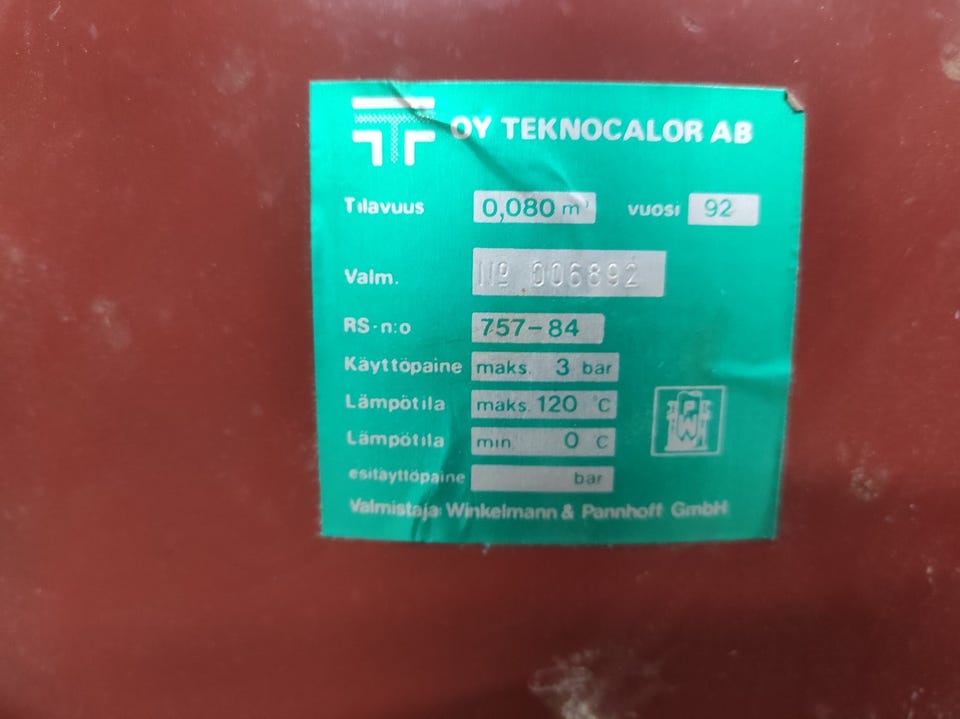 OY TEKNOCALOR AB
Tilavuus 0,080 m³ vuosi 92
Valm. No 006892
RS-n:o 757-84
Käyttöpaine maks. 3 bar
Lämpötila maks. 120 °C
Lämpötila min. 0 °C
esitäyttöpaine bar
Valmistaja: Winkelmann & Pannhoff GmbH